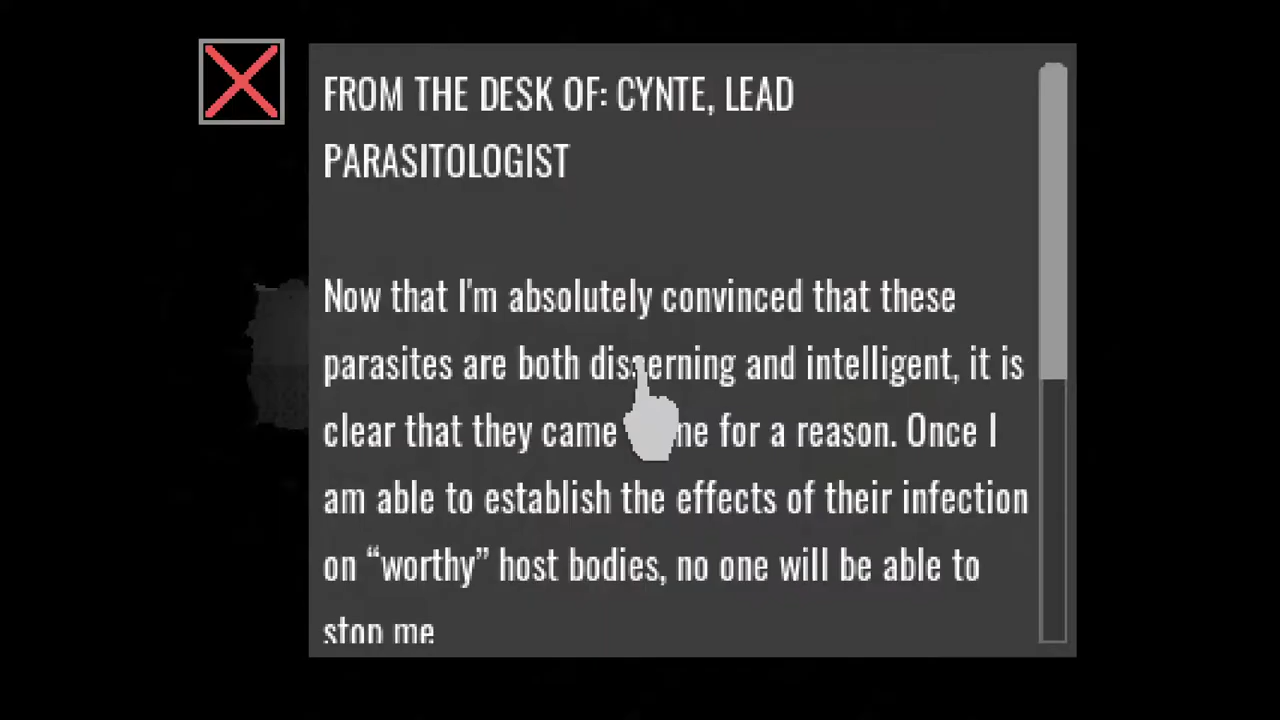 FROM THE DESK OF: CYNTE, LEAD
PARASITOLOGIST
Now that I'm absolutely convinced that these
parasites are both discerning and intelligent, it is
clear that they came for a reason. Once I
am able to establish the effects of their infection
on “worthy” host bodies, no one will be able to
stop me